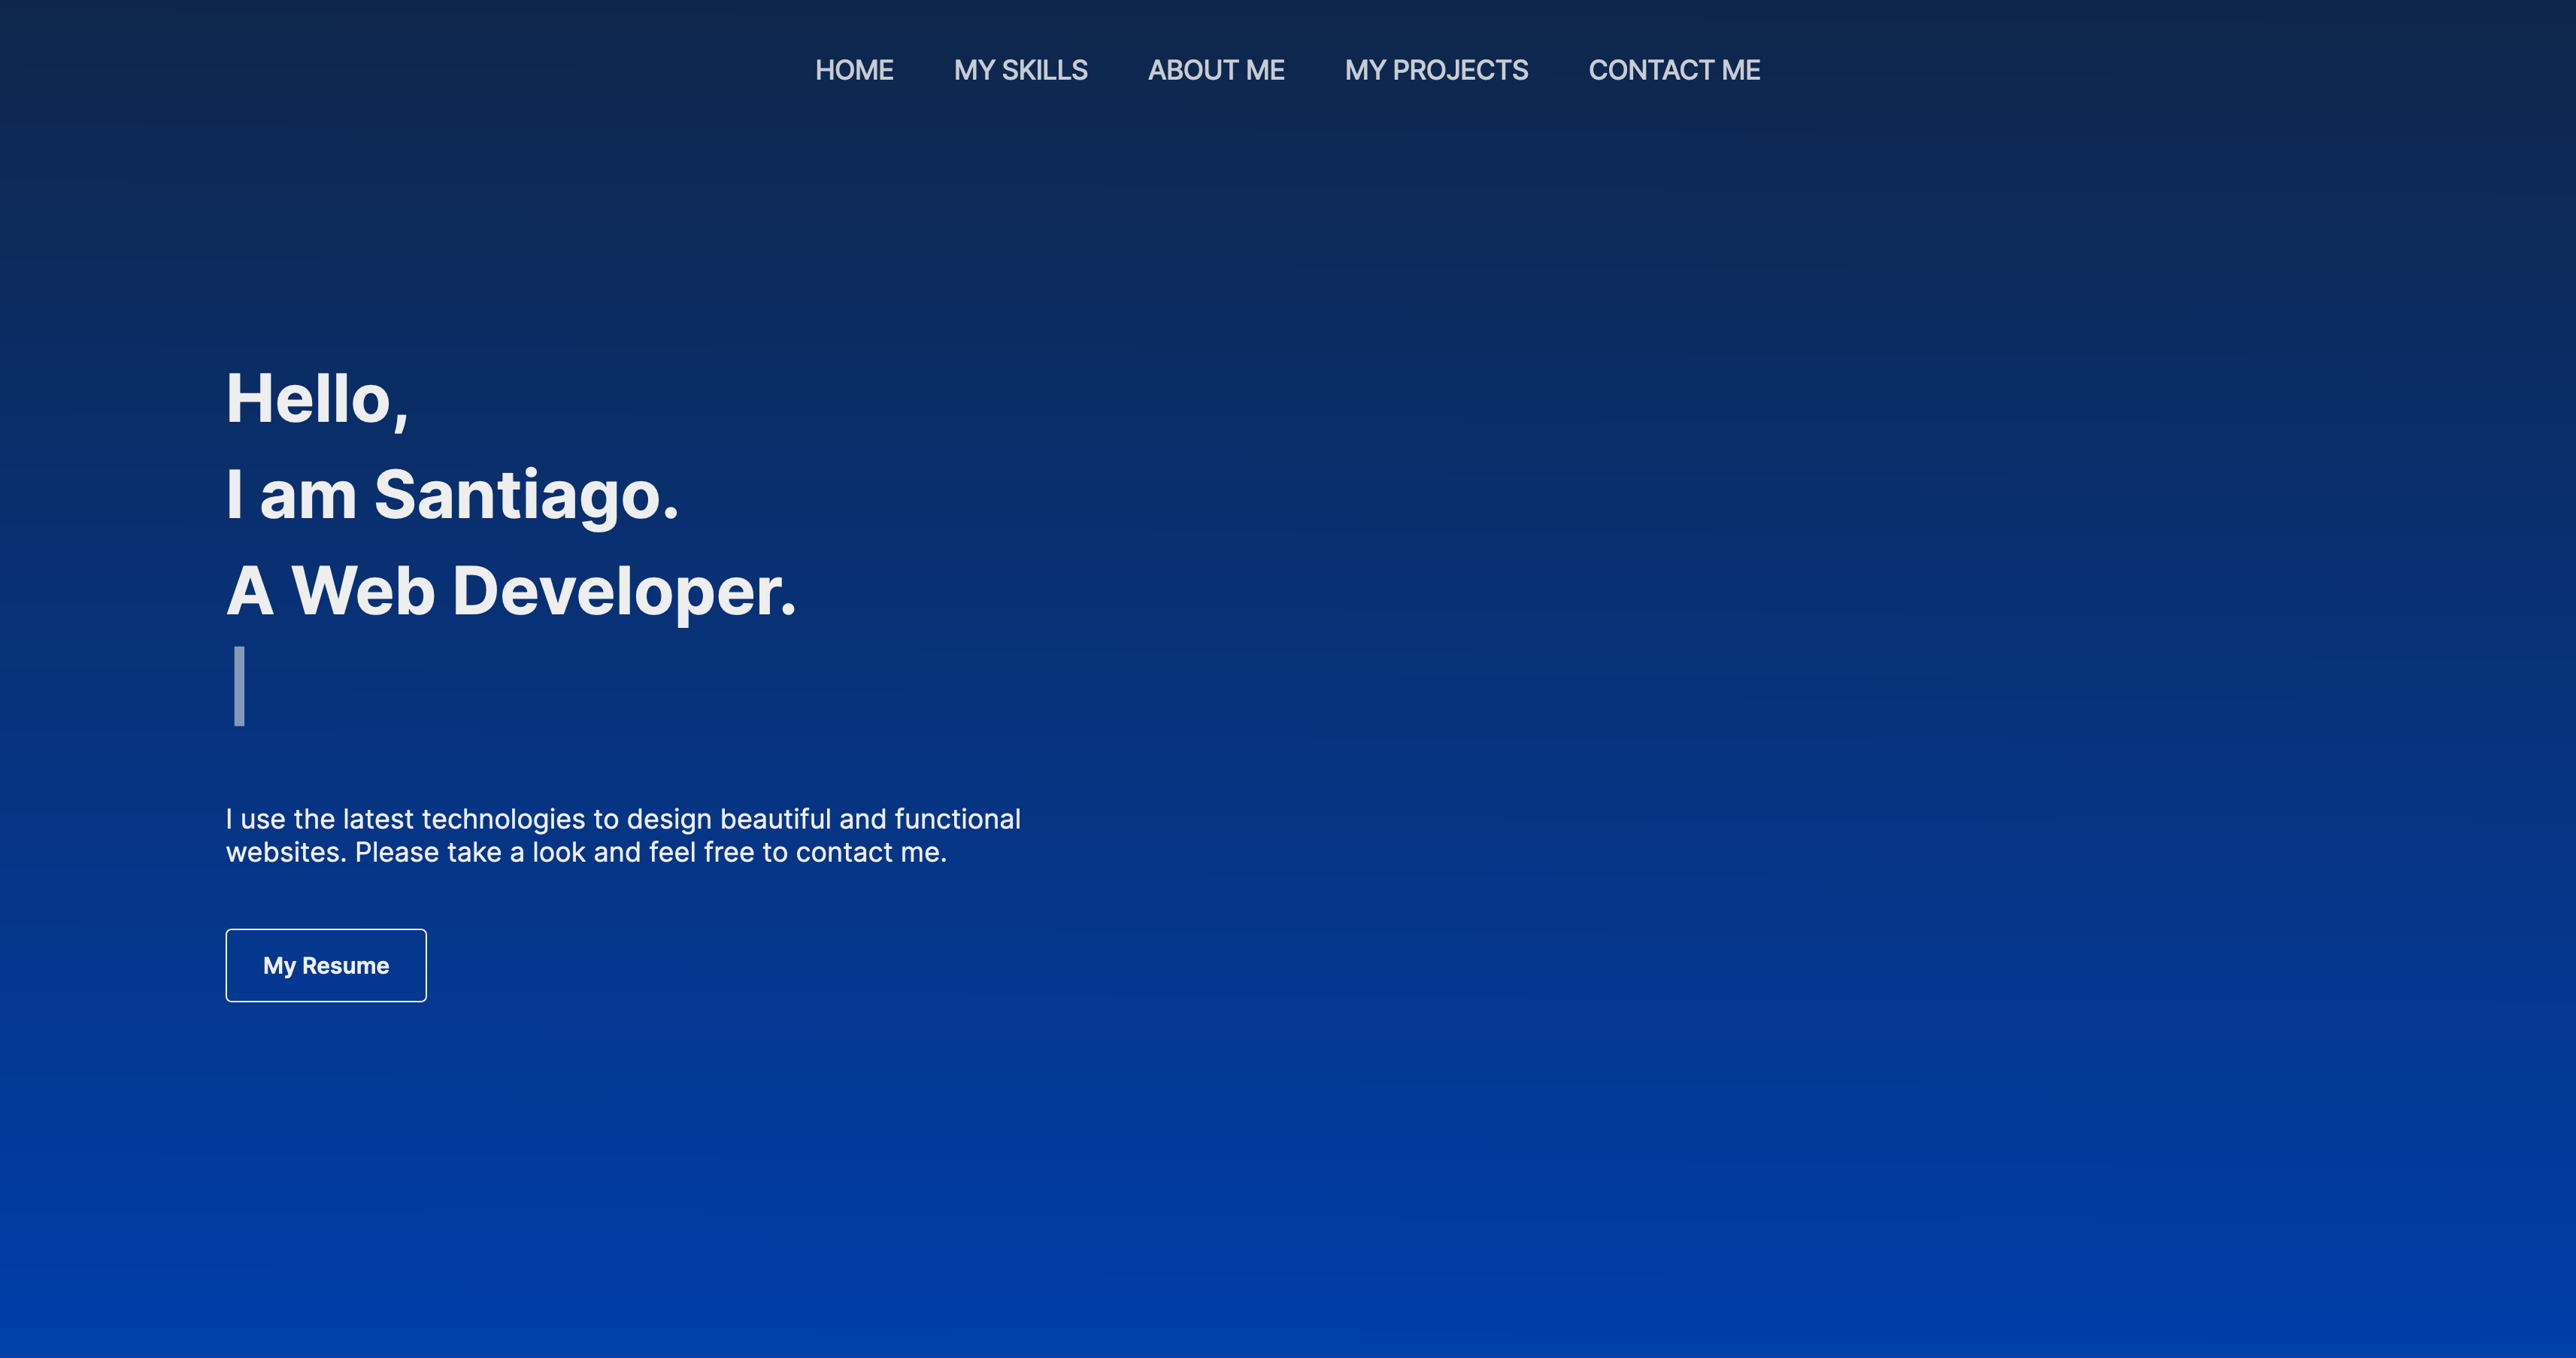 HOME MY SKILLS ABOUT ME MY PROJECTS CONTACT ME
Hello,
I am Santiago.
A Web Developer.
I use the latest technologies to design beautiful and functional
websites. Please take a look and feel free to contact me.
My Resume